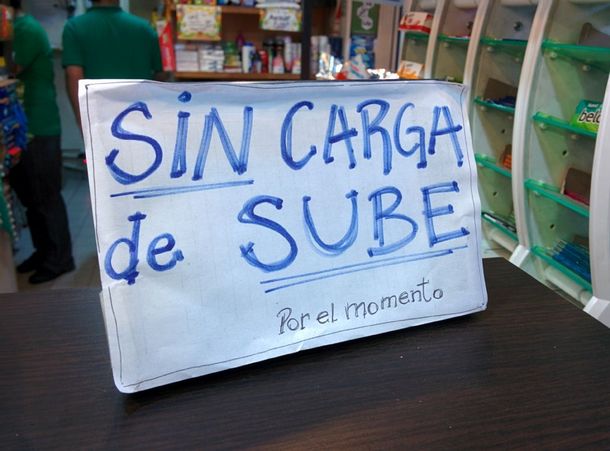 SiN CARGA
de SUBE
Por el momento